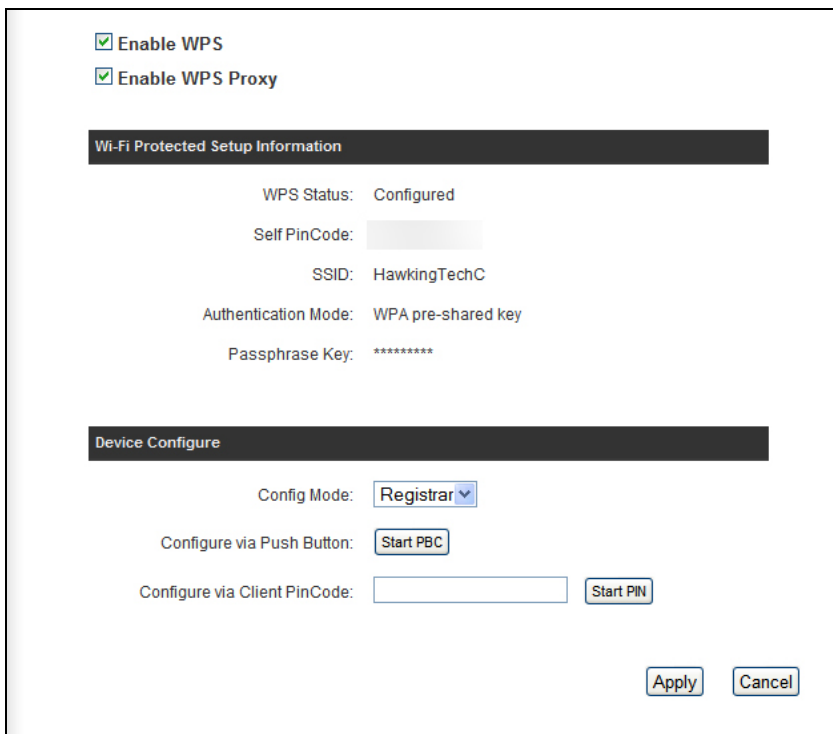 Enable WPS
Enable WPS Proxy
Wi-Fi Protected Setup Information
WPS Status: Configured
Self PinCode:
SSID: HawkingTechC
Authentication Mode: WPA pre-shared key
Passphrase Key: *********
Device Configure
Config Mode: Registrar
Configure via Push Button: Start PBC
Configure via Client PinCode: Start PIN
Apply Cancel